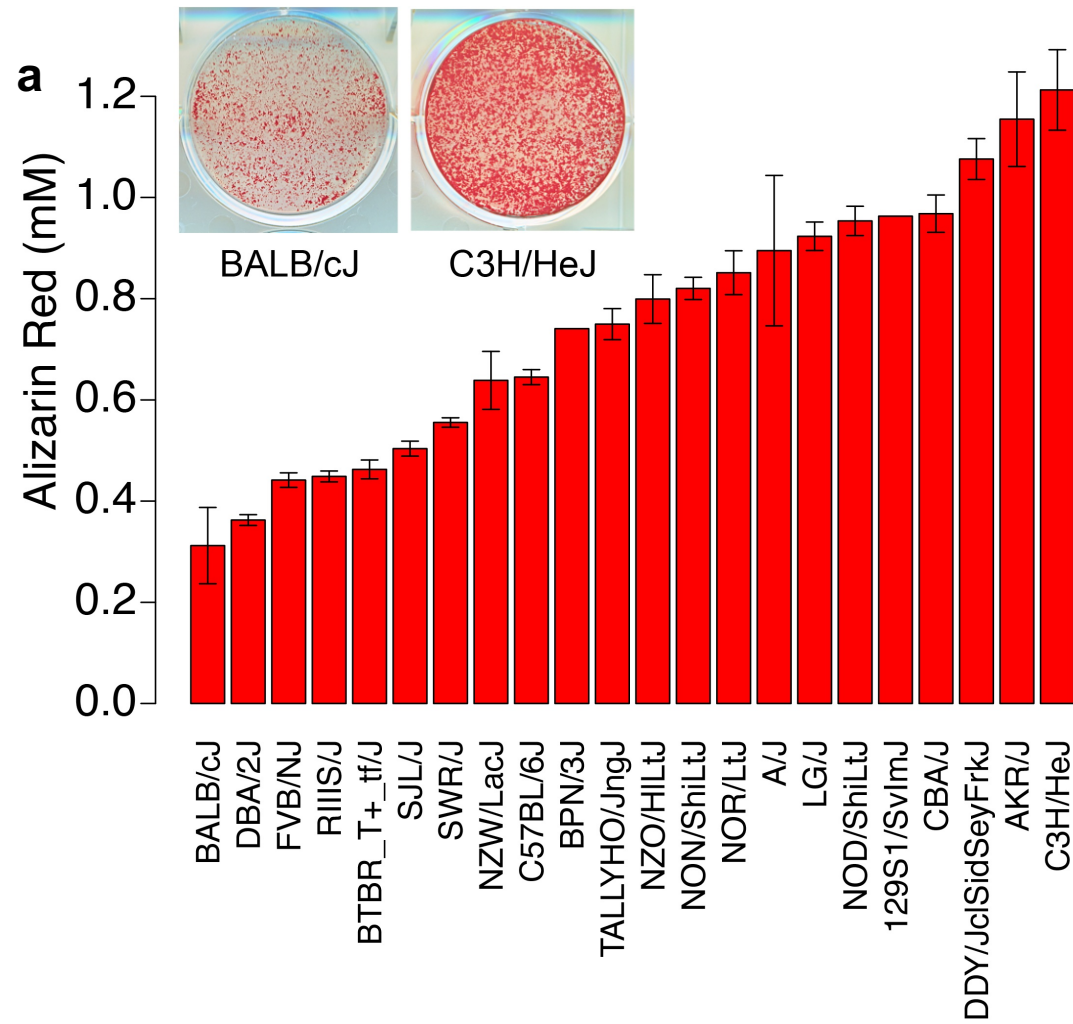 a
BALB/cJ
C3H/HeJ
Alizarin Red (mM)
1.2
1.0
0.8
0.6
0.4
0.2
0.0
BALB/cJ
DBA/2J
FVB/NJ
RIIIS/J
BTBR_T+_tf/J
SJL/J
SWR/J
NZW/LacJ
C57BL/6J
BPN/3J
TALLYHO/JngJ
NZO/HILtJ
NON/ShiLtJ
NOR/LtJ
A/J
LG/J
NOD/ShiLtJ
129S1/SvImJ
CBA/J
DDY/JclSidSeyFrkJ
AKR/J
C3H/HeJ